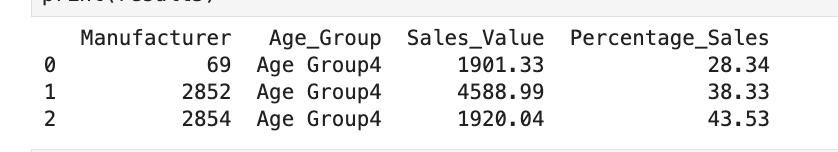 Manufacturer Age_Group Sales_Value Percentage_Sales
0 69 Age Group4 1901.33 28.34
1 2852 Age Group4 4588.99 38.33
2 2854 Age Group4 1920.04 43.53